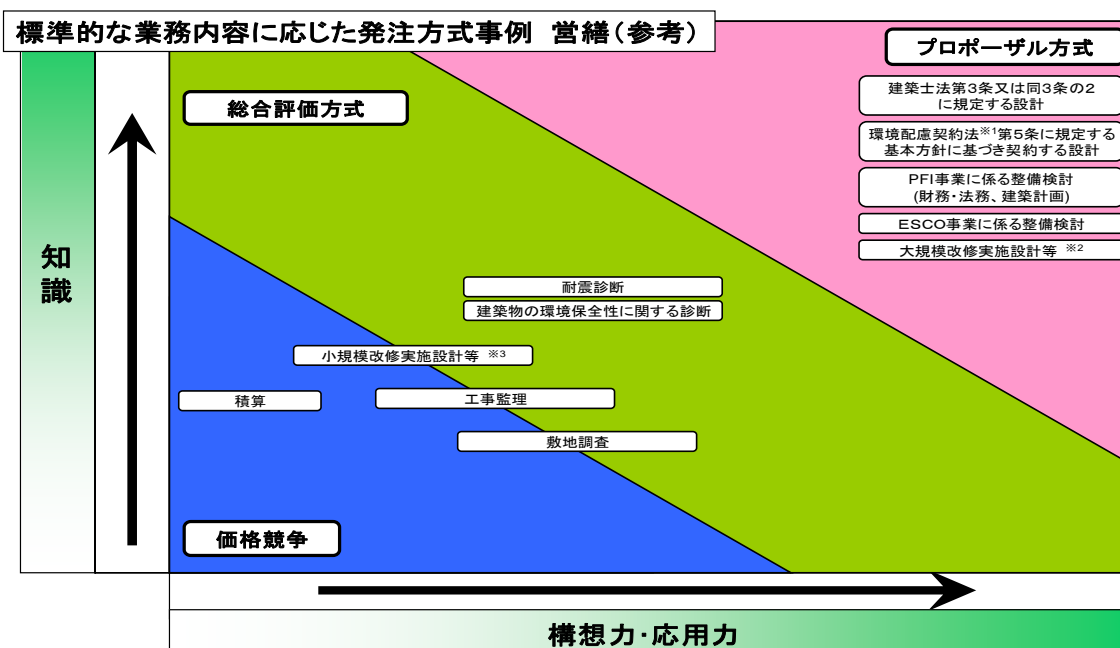 標準的な業務内容に応じた発注方式事例 営繕(参考)
プロポーザル方式
建築士法第3条又は同3条の2
に規定する設計
環境配慮契約法※1第5条に規定する
基本方針に基づき契約する設計
PFI事業に係る整備検討
(財務・法務、建築計画)
ESCO事業に係る整備検討
大規模改修実施設計等 ※2
総合評価方式
知
識
耐震診断
建築物の環境保全性に関する診断
小規模改修実施設計等 ※3
積算
工事監理
敷地調査
価格競争
構想力・応用力